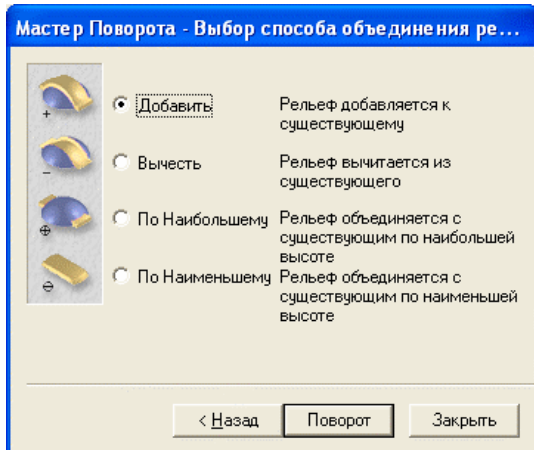 Мастер Поворота - Выбор способа объединения ре...
Добавить
Рельеф добавляется к
существующему
Вычесть
Рельеф вычитается из
существующего
По Наибольшему
Рельеф объединяется с
существующим по наибольшей
высоте
По Наименьшему
Рельеф объединяется с
существующим по наименьшей
высоте
< Назад
Поворот
Закрыть